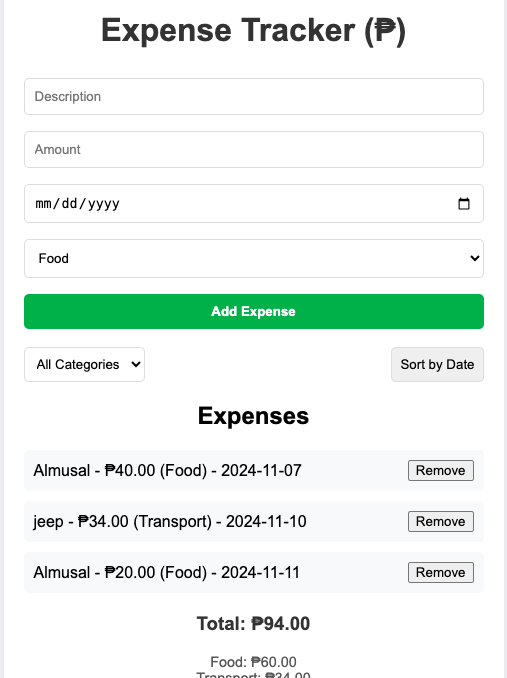 Expense Tracker (₱)
Description
Amount
mm/dd/yyyy
Food
Add Expense
All Categories
Sort by Date
Expenses
Almusal - ₱40.00 (Food) - 2024-11-07
Remove
jeep - ₱34.00 (Transport) - 2024-11-10
Remove
Almusal - ₱20.00 (Food) - 2024-11-11
Remove
Total: ₱94.00
Food: ₱60.00
Transport: ₱34.00